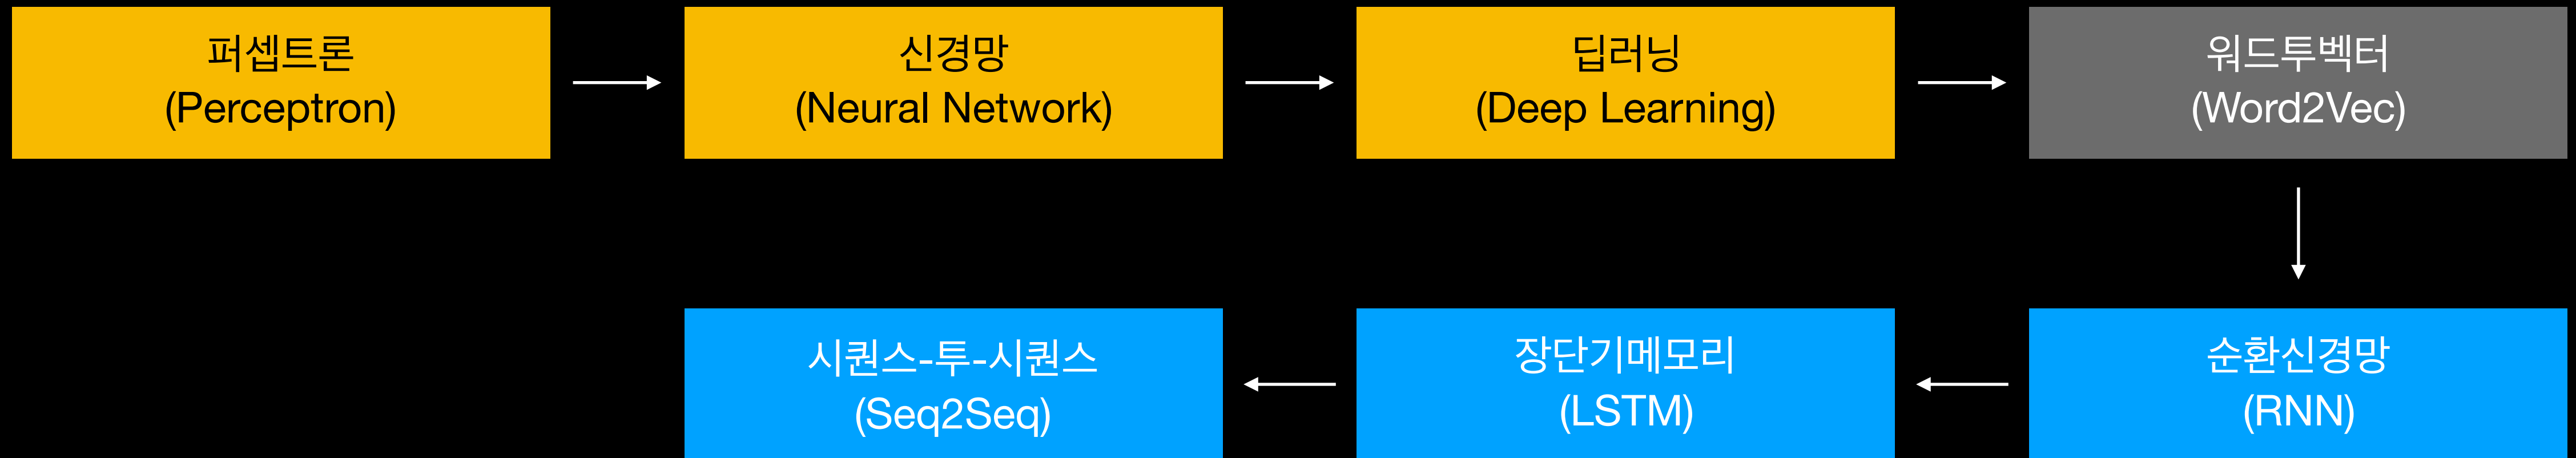 퍼셉트론
(Perceptron)
신경망
(Neural Network)
딥러닝
(Deep Learning)
워드투벡터
(Word2Vec)
순환신경망
(RNN)
장단기메모리
(LSTM)
시퀀스-투-시퀀스
(Seq2Seq)